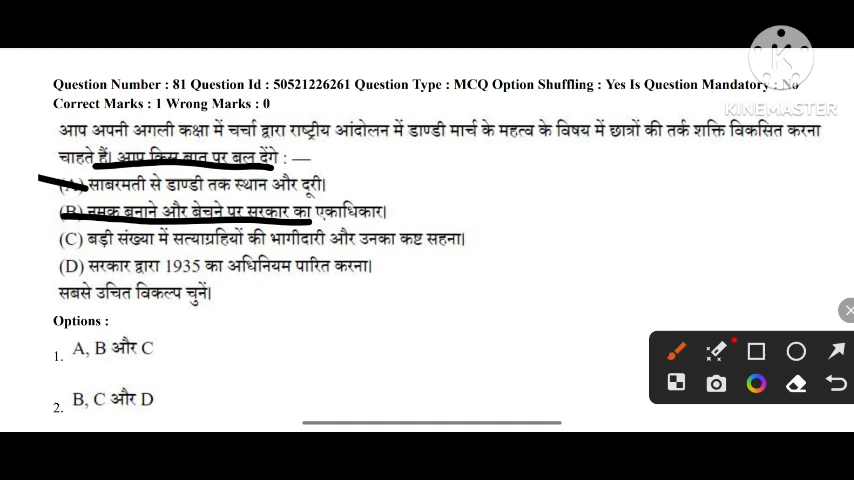 Question Number : 81 Question Id : 50521226261 Question Type : MCQ Option Shuffling : Yes Is Question Mandatory : No
Correct Marks : 1 Wrong Marks : 0
आप अपनी अगली कक्षा में चर्चा द्वारा राष्ट्रीय आंदोलन में डाण्डी मार्च के महत्व के विषय में छात्रों की तर्क शक्ति विकसित करना
चाहते हैं। आप किस बात पर बल देंगे : —
(A) साबरमती से डाण्डी तक स्थान और दूरी।
(B) नमक बनाने और बेचने पर सरकार का एकाधिकार।
(C) बड़ी संख्या में सत्याग्रहियों की भागीदारी और उनका कष्ट सहना।
(D) सरकार द्वारा 1935 का अधिनियम पारित करना।
सबसे उचित विकल्प चुनें।
Options :
1. A, B और C
2. B, C और D
KINEMASTER